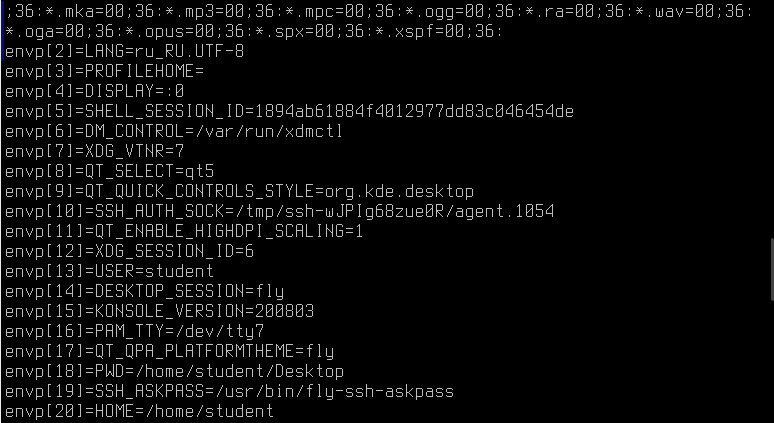 ;36:*.mka=00;36:*.mp3=00;36:*.mpc=00;36:*.ogg=00;36:*.ra=00;36:*.wav=00;36:
*.oga=00;36:*.opus=00;36:*.spx=00;36:*.xspf=00;36:
envp[2]=LANG=ru_RU.UTF-8
envp[3]=PROFILEHOME=
envp[4]=DISPLAY=:0
envp[5]=SHELL_SESSION_ID=1894ab61884f4012977dd83c046454de
envp[6]=DM_CONTROL=/var/run/xdmctl
envp[7]=XDG_VTNR=7
envp[8]=QT_SELECT=qt5
envp[9]=QT_QUICK_CONTROLS_STYLE=org.kde.desktop
envp[10]=SSH_AUTH_SOCK=/tmp/ssh-wJPIg68zue0R/agent.1054
envp[11]=QT_ENABLE_HIGHDPI_SCALING=1
envp[12]=XDG_SESSION_ID=6
envp[13]=USER=student
envp[14]=DESKTOP_SESSION=fly
envp[15]=KONSOLE_VERSION=200803
envp[16]=PAM_TTY=/dev/tty7
envp[17]=QT_QPA_PLATFORMTHEME=fly
envp[18]=PWD=/home/student/Desktop
envp[19]=SSH_ASKPASS=/usr/bin/fly-ssh-askpass
envp[20]=HOME=/home/student